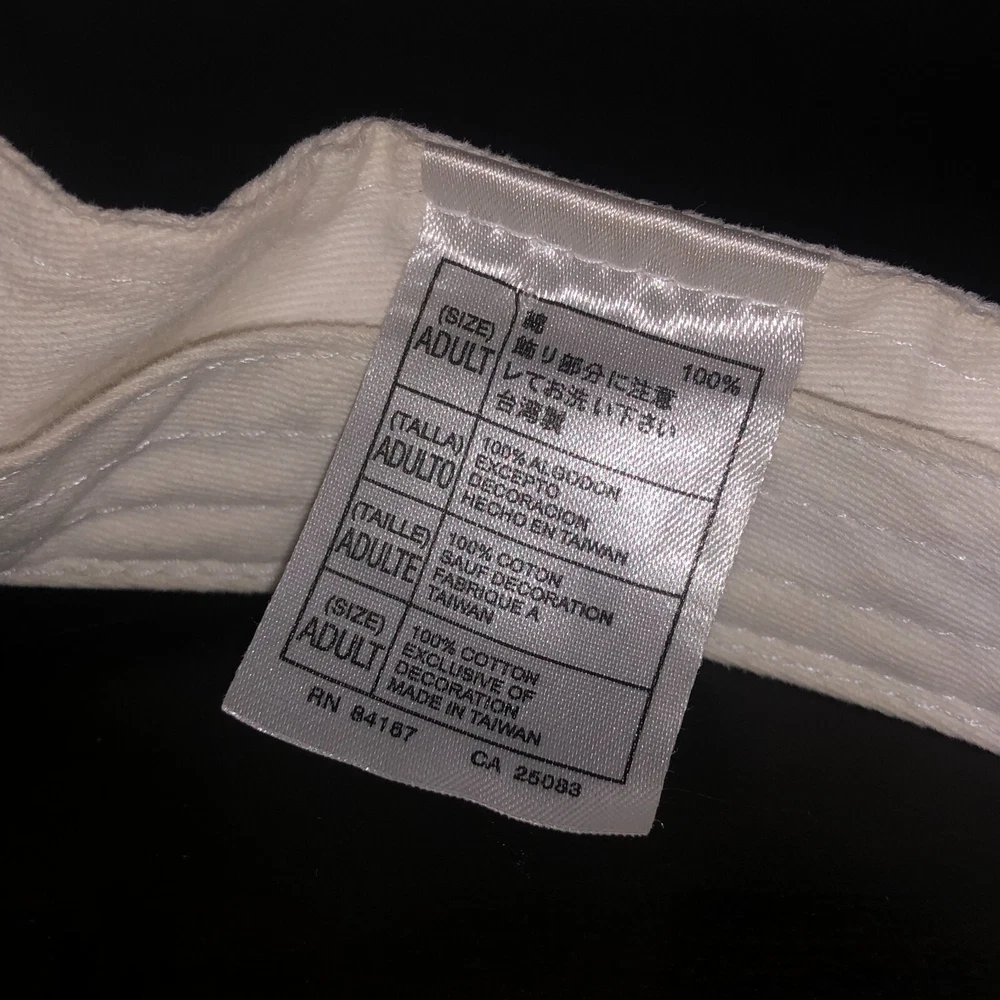 (SIZE)
ADULT
綿 100%
飾り部分に注意
してお洗い下さい
台湾製
(TALLA)
ADULTO
100% ALGODON
EXCEPTO
DECORACION
HECHO EN TAIWAN
(TAILLE)
ADULTE
100% COTON
SAUF DECORATION
FABRIQUE A
TAIWAN
(SIZE)
ADULT
100% COTTON
EXCLUSIVE OF
DECORATION
MADE IN TAIWAN
RN 84167 CA 25083